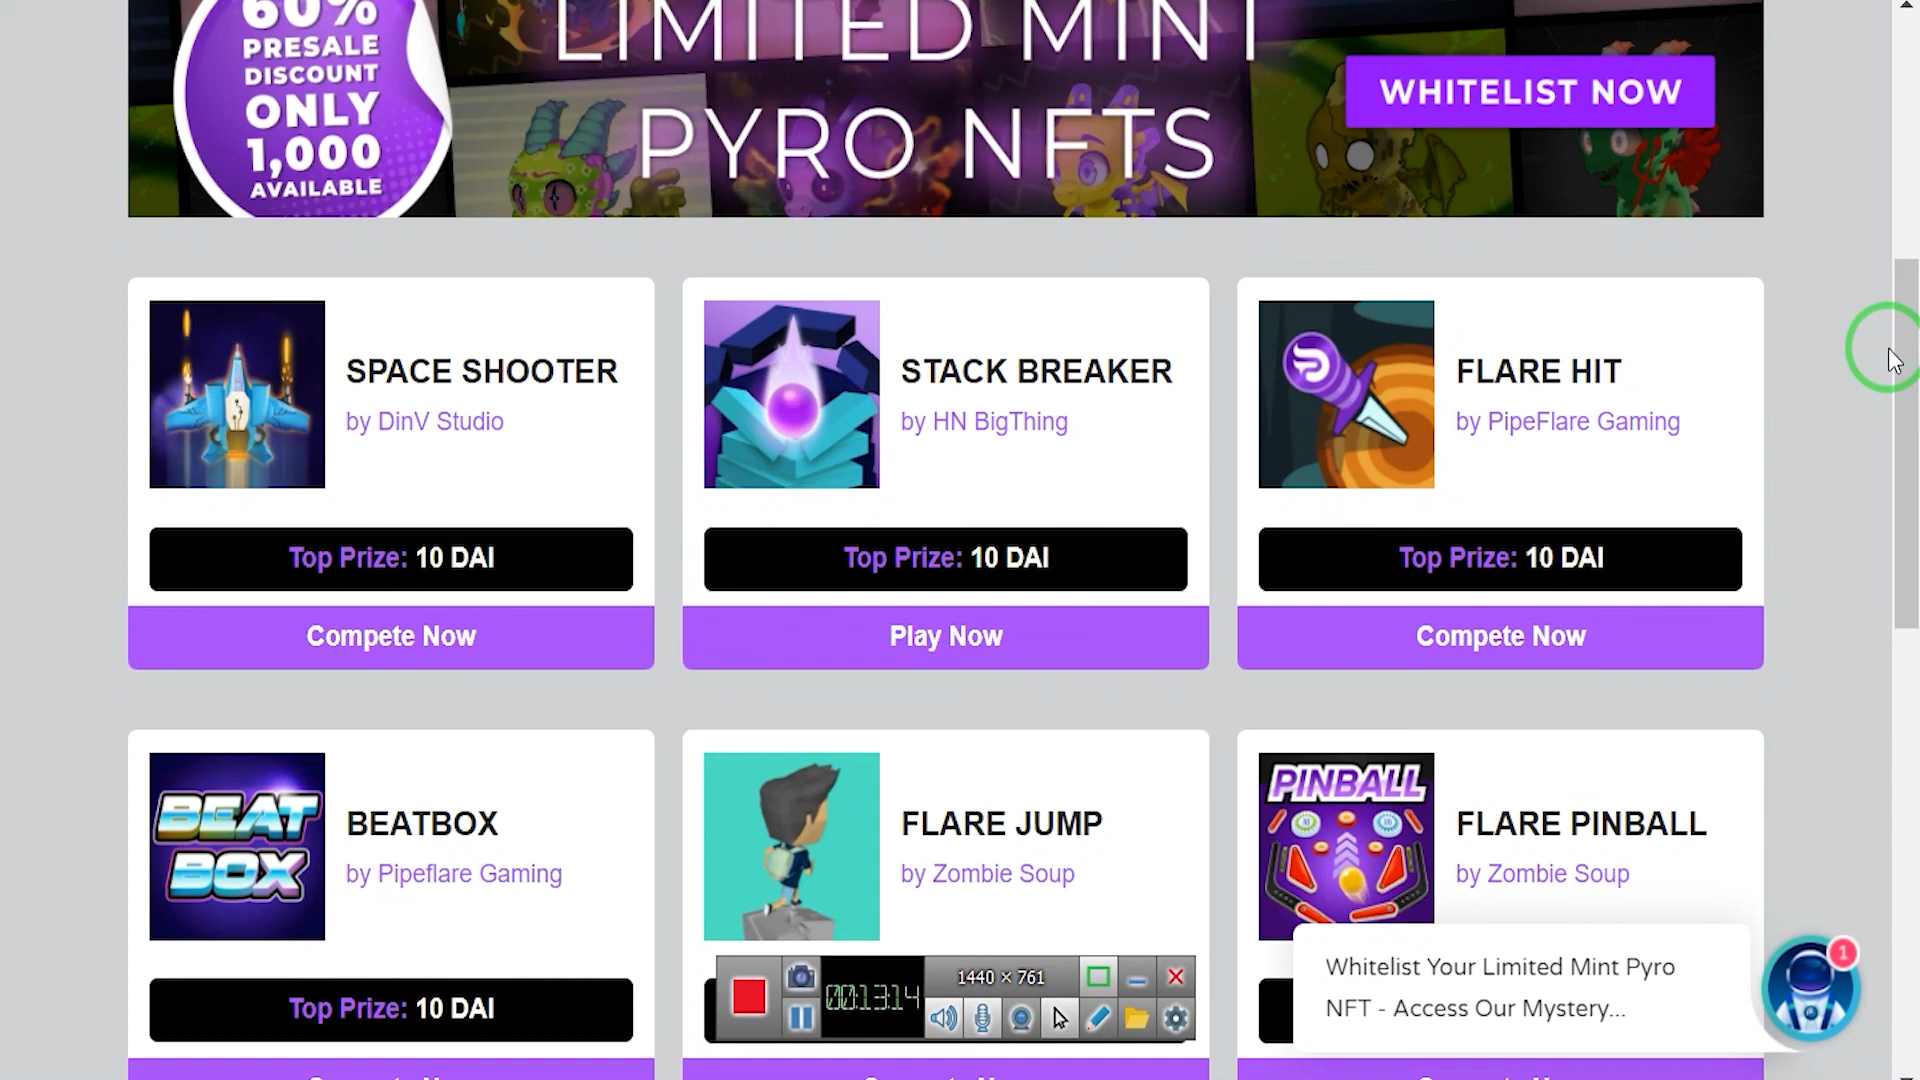 60%
PRESALE
DISCOUNT
ONLY
1,000
AVAILABLE
LIMITED MINT
PYRO NFTS
WHITELIST NOW
SPACE SHOOTER
by DinV Studio
Top Prize: 10 DAI
Compete Now
STACK BREAKER
by HN BigThing
Top Prize: 10 DAI
Play Now
FLARE HIT
by PipeFlare Gaming
Top Prize: 10 DAI
Compete Now
BEAT
BOX
BEATBOX
by Pipeflare Gaming
Top Prize: 10 DAI
FLARE JUMP
by Zombie Soup
PINBALL
FLARE PINBALL
by Zombie Soup
00:13:14
1440 × 761
Whitelist Your Limited Mint Pyro
NFT - Access Our Mystery...
1